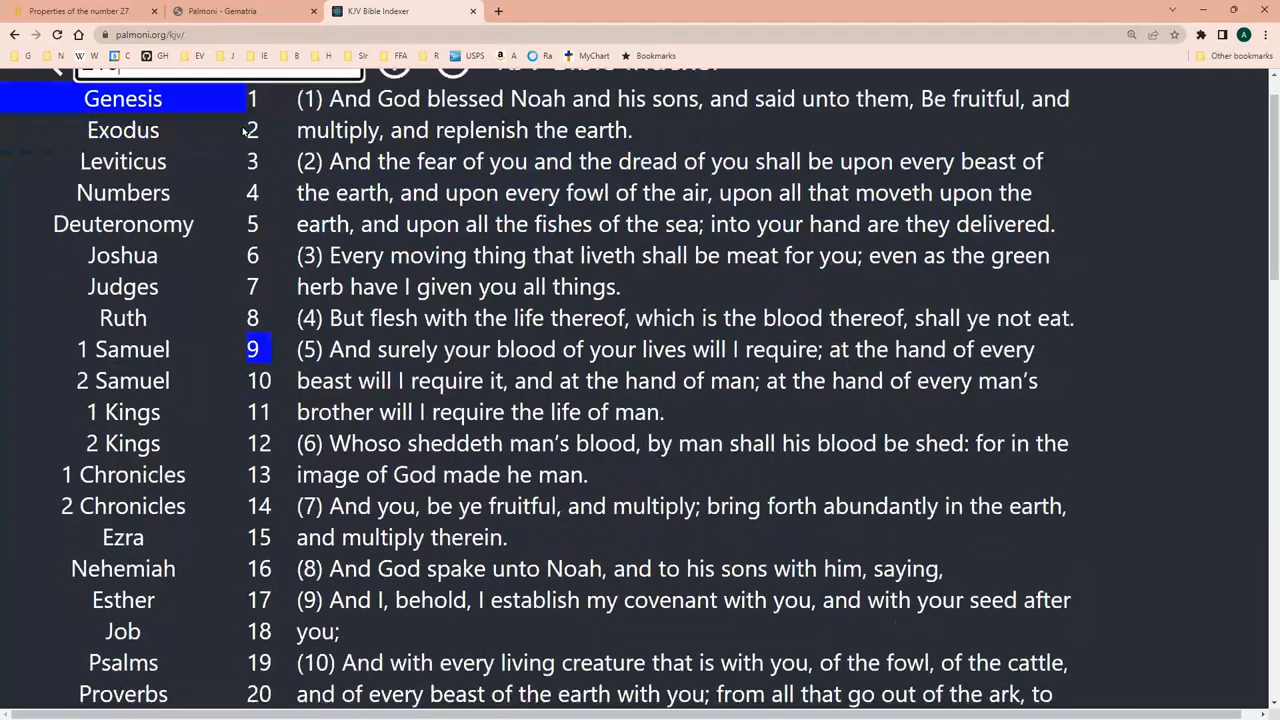 Properties of the number 27
Palmoni - Gematria
KJV Bible Indexer
palmoni.org/kjv/
A
G N W C GH EV J IE B H Slr FFA R USPS A Ra MyChart Bookmarks Other bookmarks
Genesis 1 (1) And God blessed Noah and his sons, and said unto them, Be fruitful, and
Exodus 2 multiply, and replenish the earth.
Leviticus 3 (2) And the fear of you and the dread of you shall be upon every beast of
Numbers 4 the earth, and upon every fowl of the air, upon all that moveth upon the
Deuteronomy 5 earth, and upon all the fishes of the sea; into your hand are they delivered.
Joshua 6 (3) Every moving thing that liveth shall be meat for you; even as the green
Judges 7 herb have I given you all things.
Ruth 8 (4) But flesh with the life thereof, which is the blood thereof, shall ye not eat.
1 Samuel 9 (5) And surely your blood of your lives will I require; at the hand of every
2 Samuel 10 beast will I require it, and at the hand of man; at the hand of every man’s
1 Kings 11 brother will I require the life of man.
2 Kings 12 (6) Whoso sheddeth man’s blood, by man shall his blood be shed: for in the
1 Chronicles 13 image of God made he man.
2 Chronicles 14 (7) And you, be ye fruitful, and multiply; bring forth abundantly in the earth,
Ezra 15 and multiply therein.
Nehemiah 16 (8) And God spake unto Noah, and to his sons with him, saying,
Esther 17 (9) And I, behold, I establish my covenant with you, and with your seed after
Job 18 you;
Psalms 19 (10) And with every living creature that is with you, of the fowl, of the cattle,
Proverbs 20 and of every beast of the earth with you; from all that go out of the ark, to